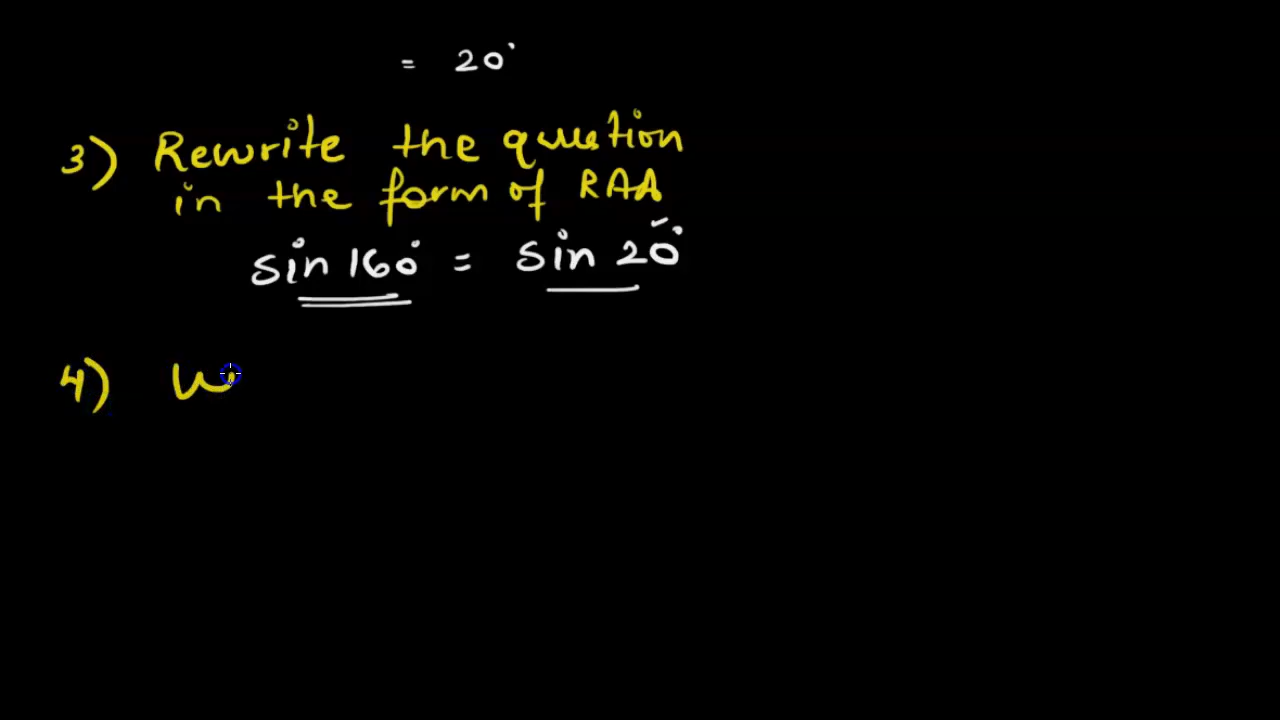 = 20°
3) Rewrite the question
in the form of RAA
sin 160° = sin 20°
4) W